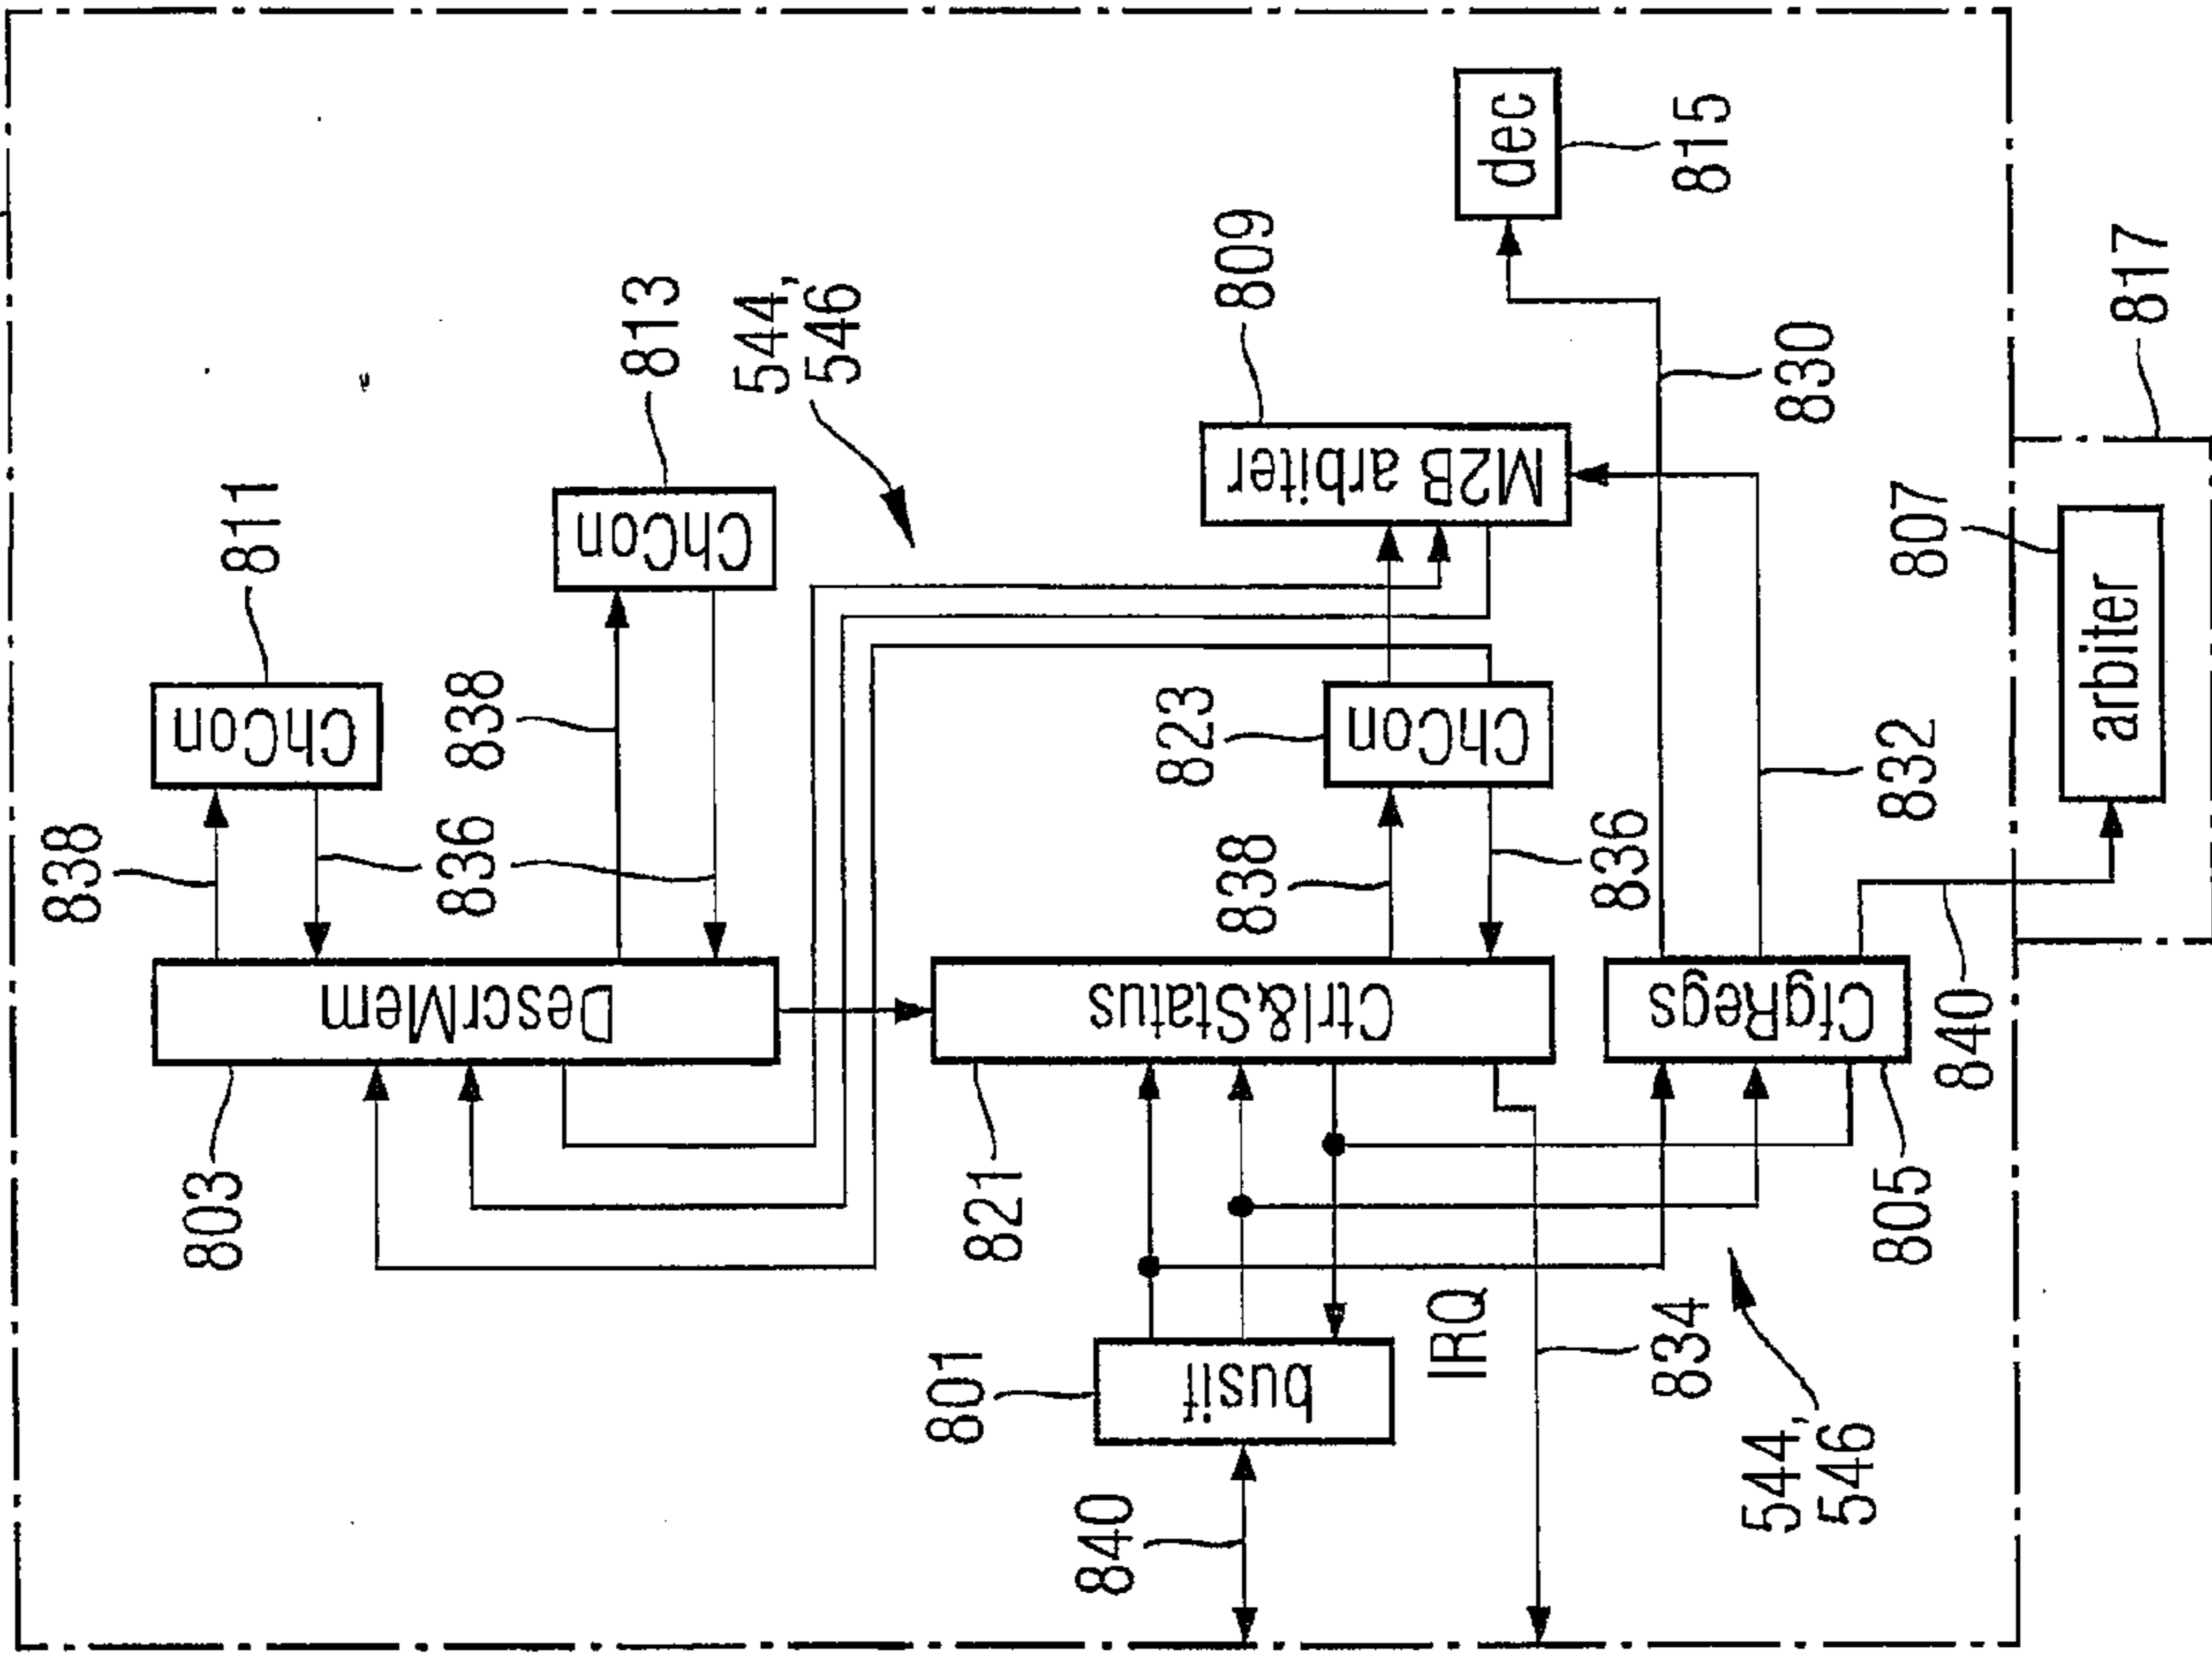 811
ChCon
838
813
ChCon
838
836
544,
546
DescrMem
803
dec
815
809
M2B arbiter
830
823
ChCon
838
836
832
Ctrl&Status
821
CfgRegs
805
840
817
807
arbiter
801
busif
IRQ
834
840
544,
546